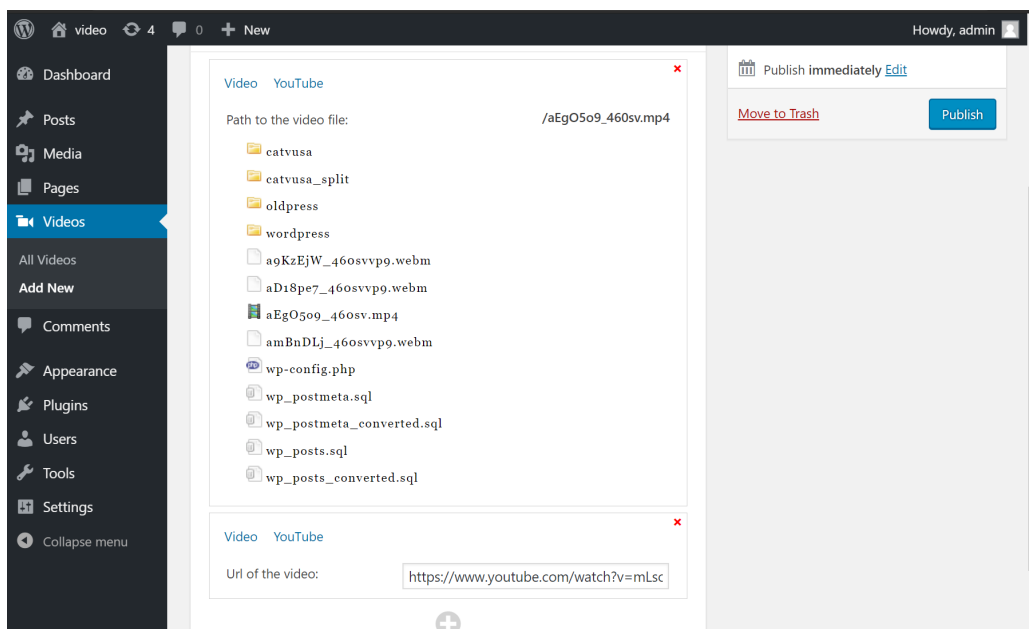 video 4 0 New Howdy, admin
Dashboard
Posts
Media
Pages
Videos
All Videos
Add New
Comments
Appearance
Plugins
Users
Tools
Settings
Collapse menu
Video YouTube
Path to the video file: /aEgO5o9_460sv.mp4
catvusa
catvusa_split
oldpress
wordpress
a9KzEjW_460svvp9.webm
aD18pe7_460svvp9.webm
aEgO5o9_460sv.mp4
amBnDLj_460svvp9.webm
wp-config.php
wp_postmeta.sql
wp_postmeta_converted.sql
wp_posts.sql
wp_posts_converted.sql
Video YouTube
Url of the video: https://www.youtube.com/watch?v=mLsc
Publish immediately Edit
Move to Trash Publish